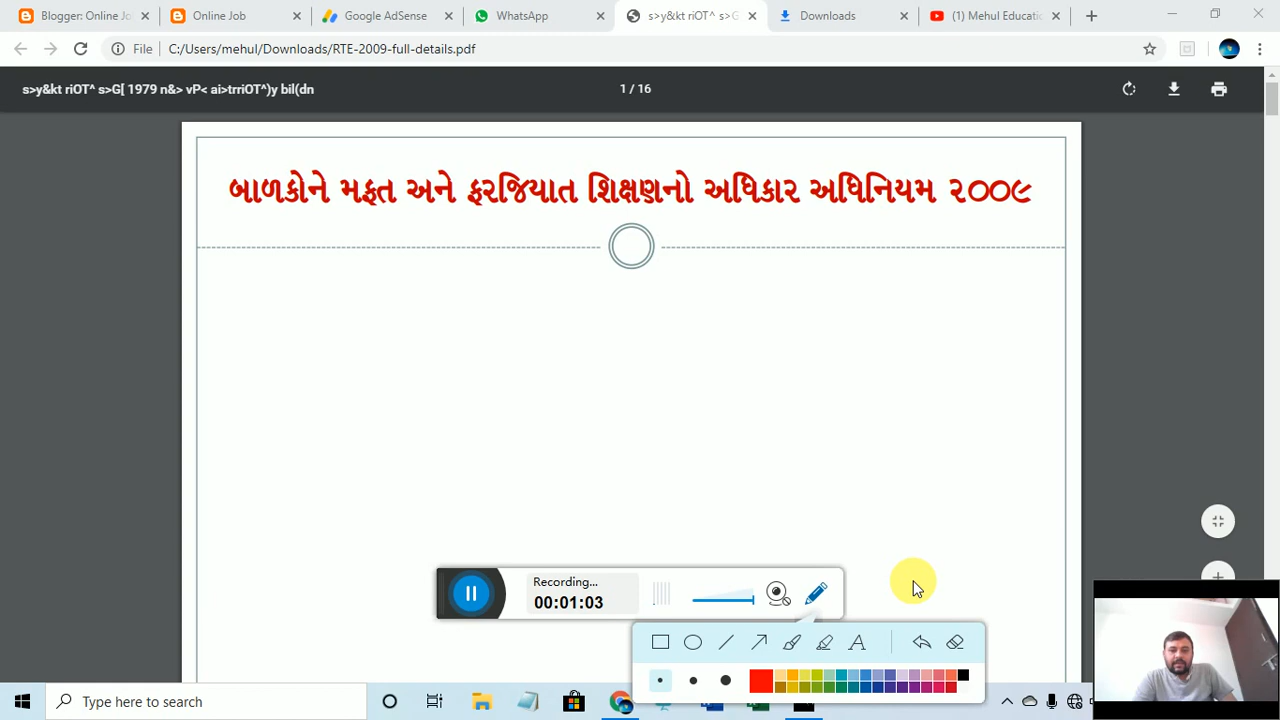 Blogger: Online Jo
Online Job
Google AdSense
WhatsApp
s>y&kt riOT^ s>G
Downloads
(1) Mehul Educatio
File
C:/Users/mehul/Downloads/RTE-2009-full-details.pdf
s>y&kt riOT^ s>G[ 1979 n&> vP< ai>trriOT^)y bil(dn
1 / 16
બાળકોને મફત અને ફરજિયાત શિક્ષણનો અધિકાર અધિનિયમ ૨૦૦૯
Recording...
00:01:03
A
Type here to search